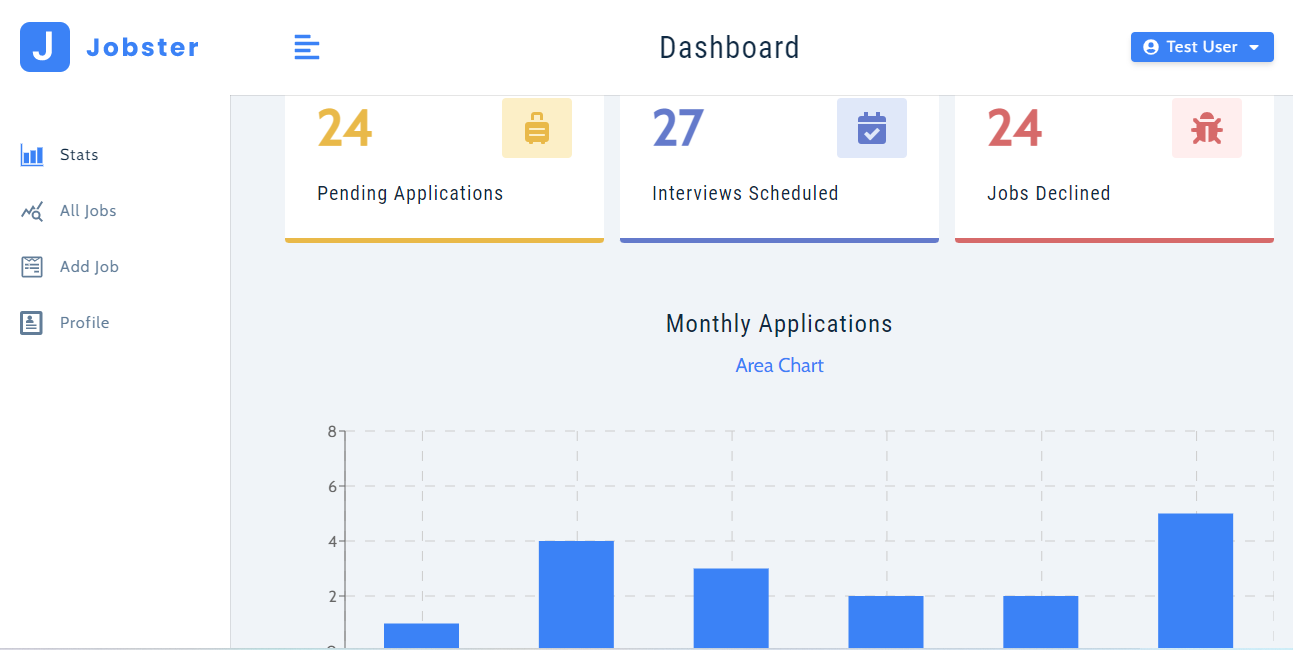 J Jobster
Dashboard
Test User
Stats
All Jobs
Add Job
Profile
24
Pending Applications
27
Interviews Scheduled
24
Jobs Declined
Monthly Applications
Area Chart
8
6
4
2